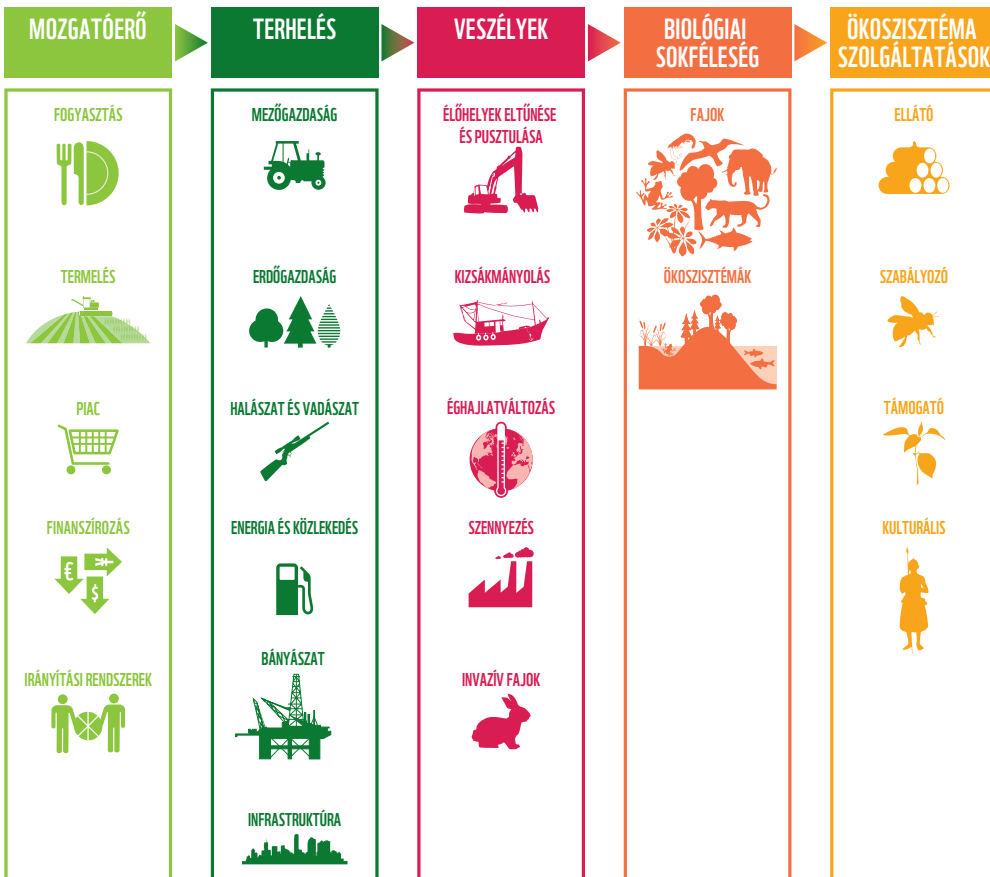 MOZGATÓERŐ
FOGYASZTÁS
TERMELÉS
PIAC
FINANSZÍROZÁS
€
$
IRÁNYÍTÁSI RENDSZEREK
TERHELÉS
MEZŐGAZDASÁG
ERDŐGAZDASÁG
HALÁSZAT ÉS VADÁSZAT
ENERGIA ÉS KÖZLEKEDÉS
BÁNYÁSZAT
INFRASTRUKTÚRA
VESZÉLYEK
ÉLŐHELYEK ELTŰNÉSE
ÉS PUSZTULÁSA
KIZSÁKMÁNYOLÁS
ÉGHAJLATVÁLTOZÁS
SZENNYEZÉS
INVAZÍV FAJOK
BIOLÓGIAI
SOKFÉLESÉG
FAJOK
ÖKOSZISZTÉMÁK
ÖKOSZISZTÉMA
SZOLGÁLTATÁSOK
ELLÁTÓ
SZABÁLYOZÓ
TÁMOGATÓ
KULTURÁLIS